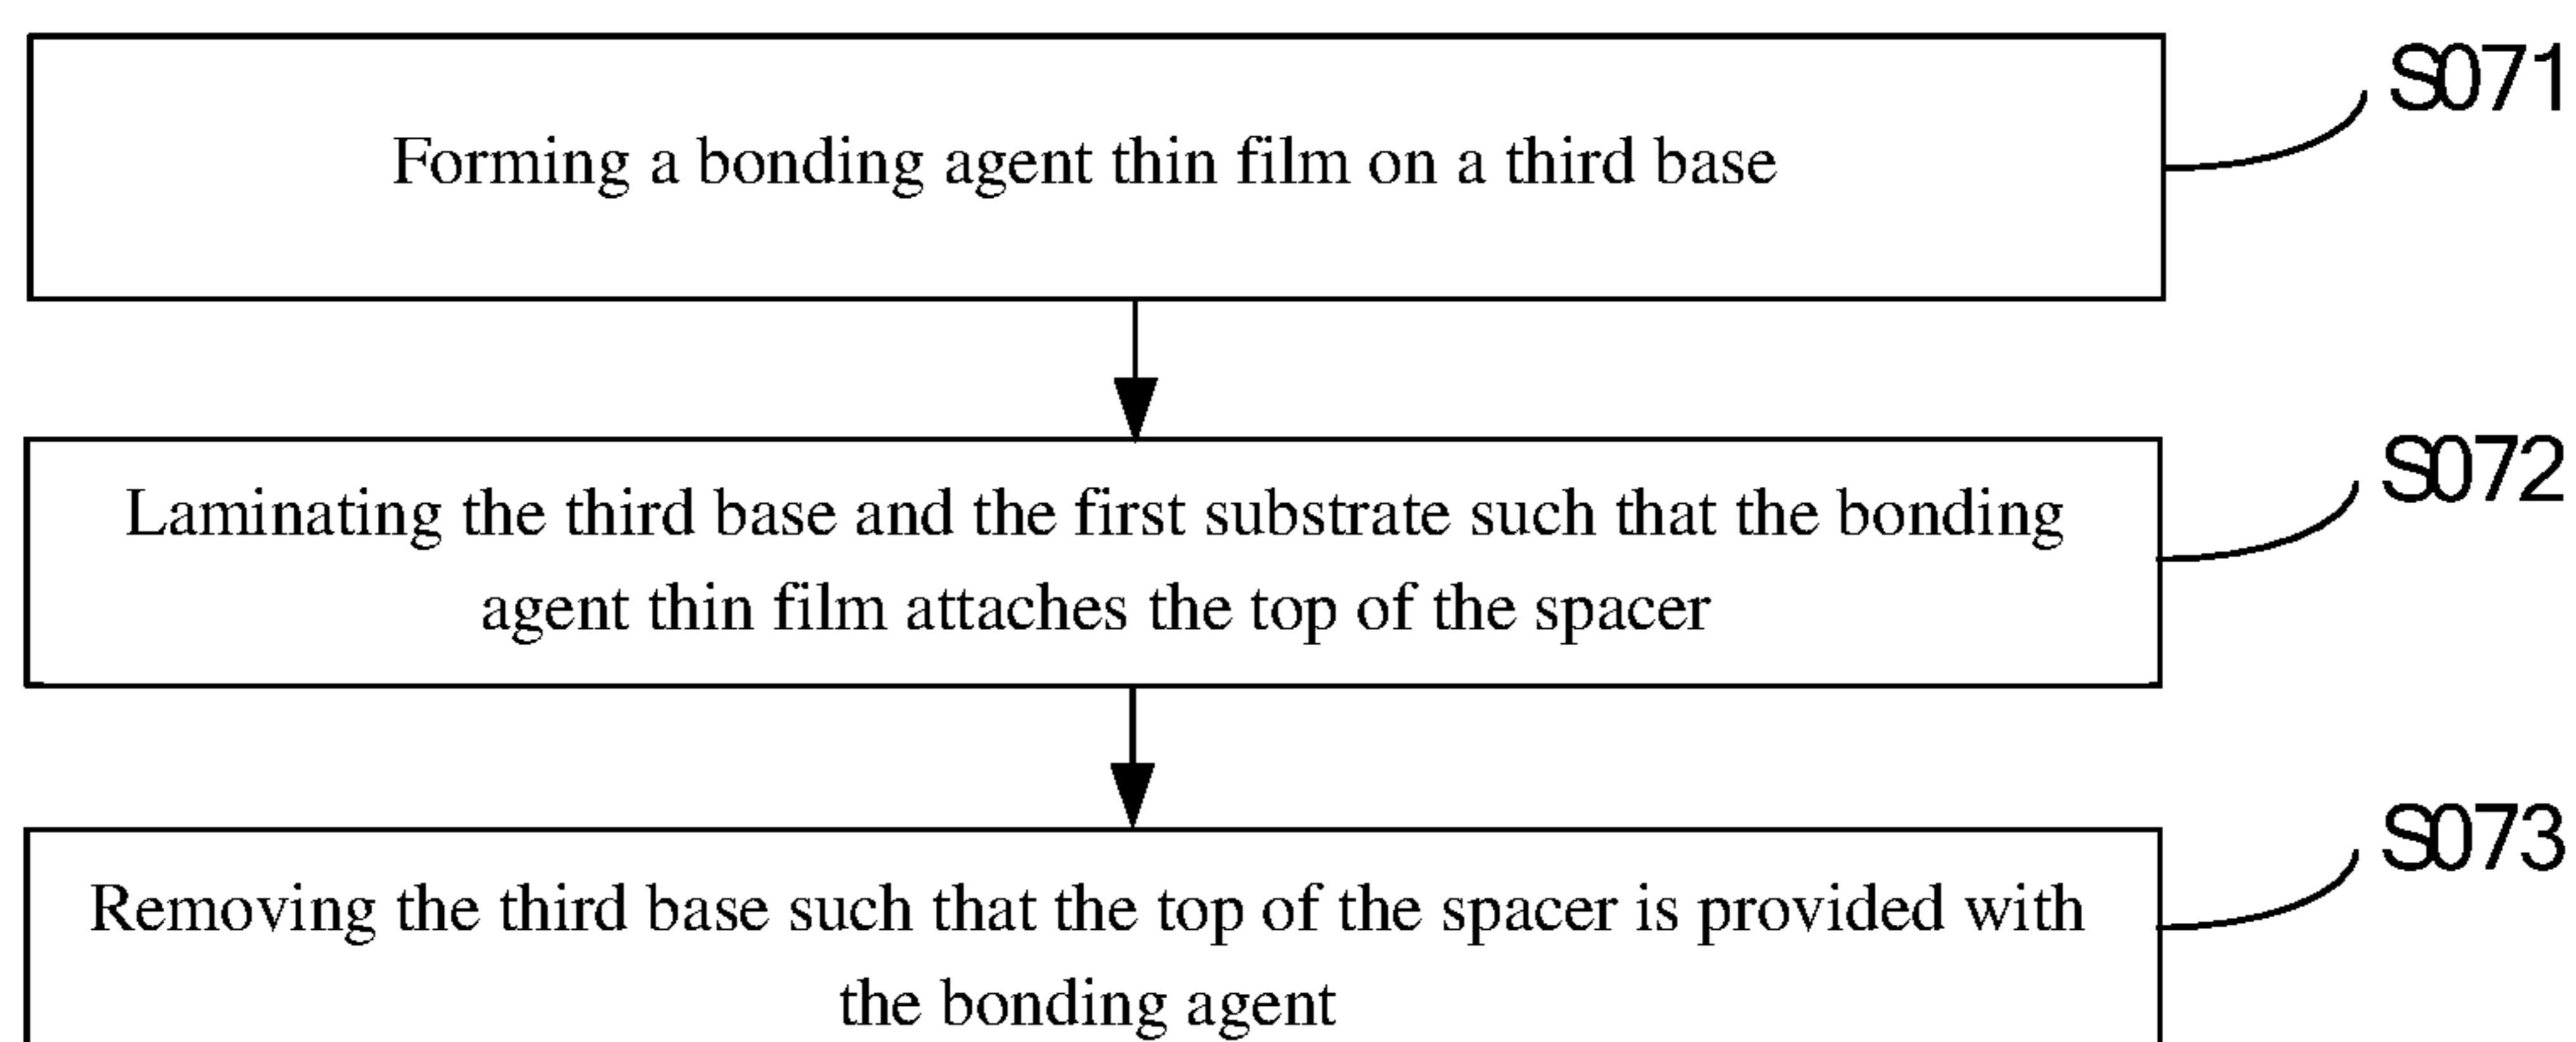 Forming a bonding agent thin film on a third base
S071
Laminating the third base and the first substrate such that the bonding
agent thin film attaches the top of the spacer
S072
Removing the third base such that the top of the spacer is provided with
the bonding agent
S073